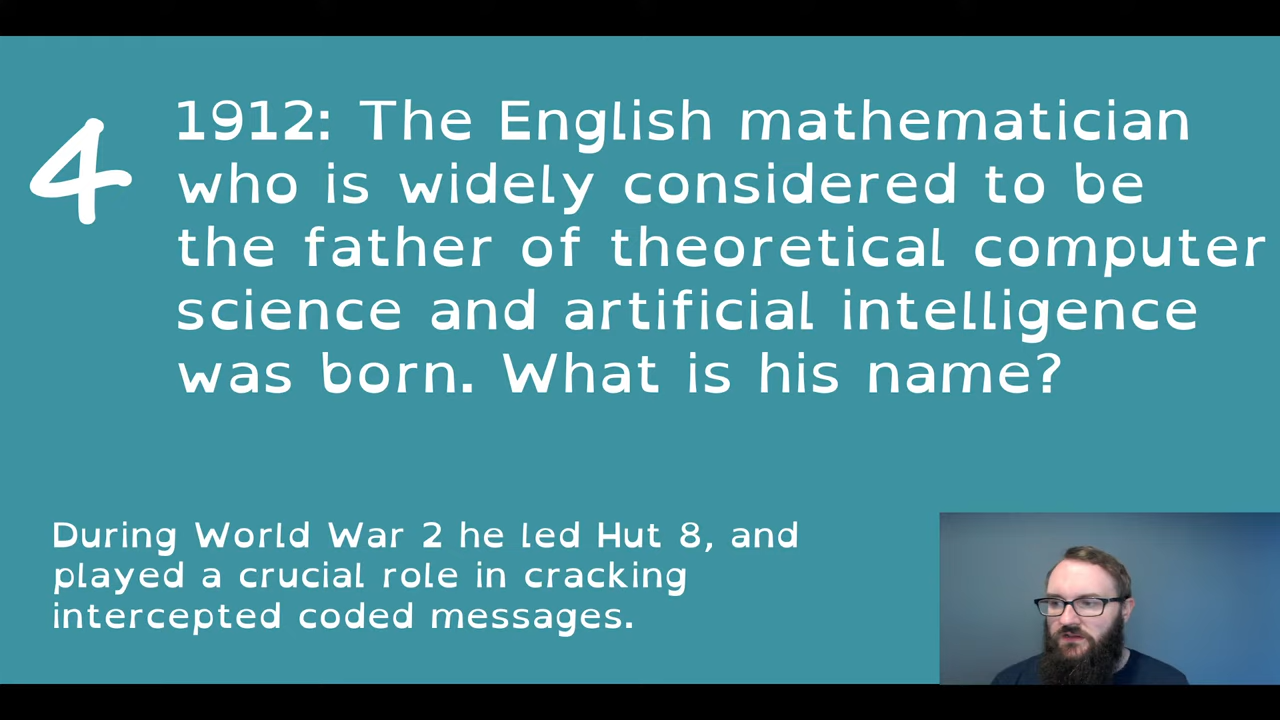 4
1912: The English mathematician
who is widely considered to be
the father of theoretical computer
science and artificial intelligence
was born. What is his name?
During World War 2 he led Hut 8, and
played a crucial role in cracking
intercepted coded messages.